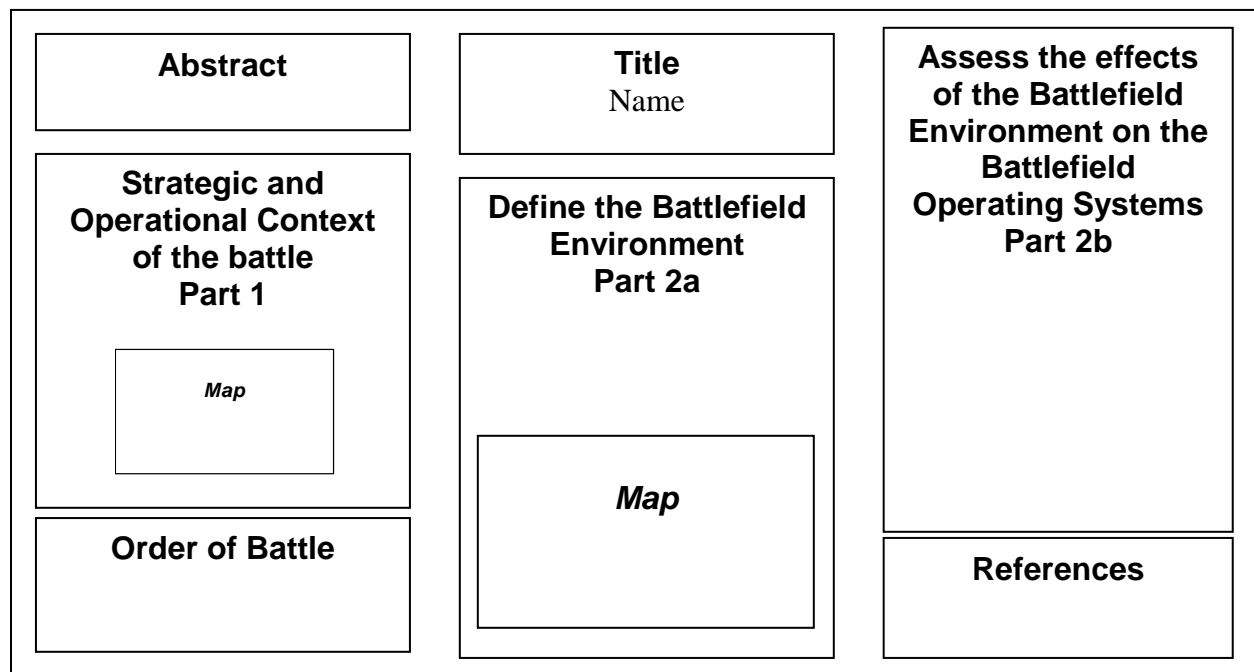 Abstract
Strategic and
Operational Context
of the battle
Part 1
Map
Order of Battle
Title
Name
Define the Battlefield
Environment
Part 2a
Map
Assess the effects
of the Battlefield
Environment on the
Battlefield
Operating Systems
Part 2b
References